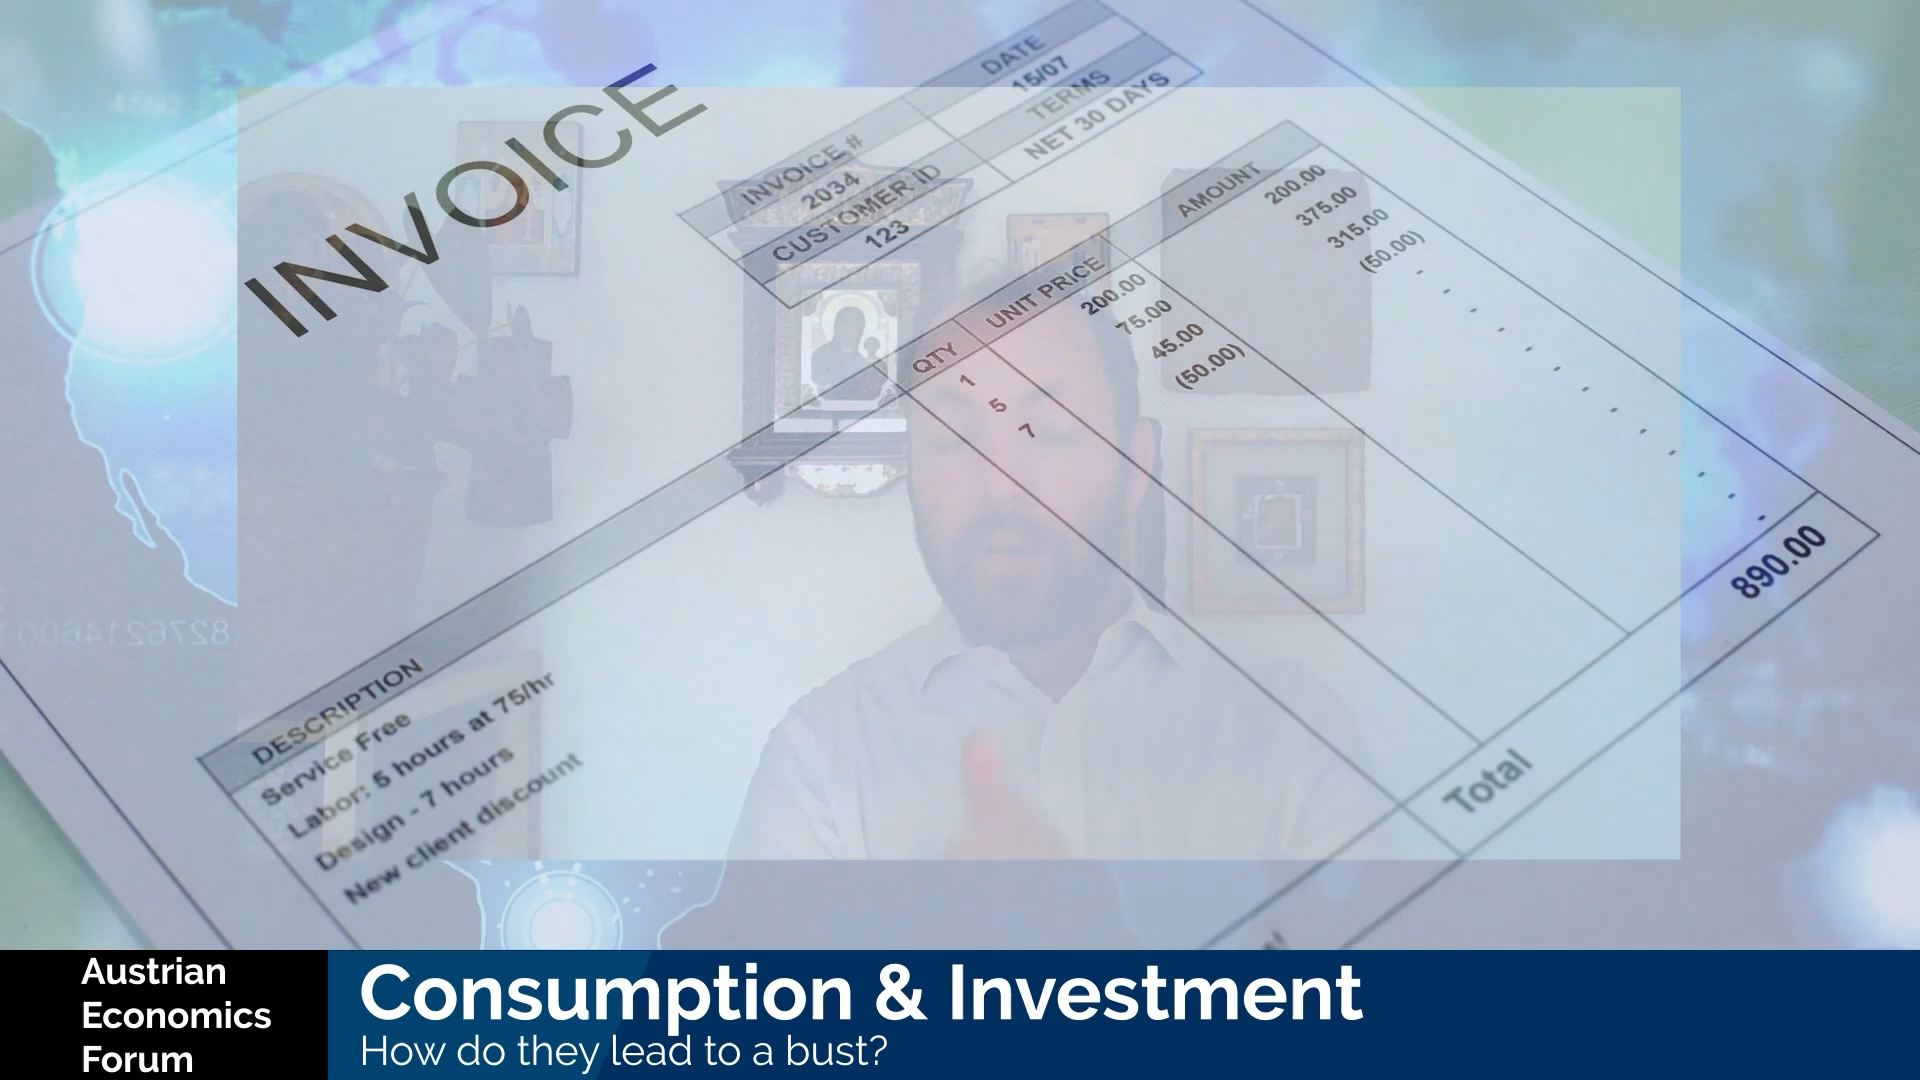 INVOICE
DATE
15/07
INVOICE #
2034
TERMS
NET 30 DAYS
CUSTOMER ID
123
DESCRIPTION
QTY
UNIT PRICE
AMOUNT
Service Free
1
200.00
200.00
Labor: 5 hours at 75/hr
5
75.00
375.00
Design - 7 hours
7
45.00
315.00
New client discount
(50.00)
(50.00)
-
-
-
-
-
-
-
-
-
-
Total
890.00
Austrian
Economics
Forum
Consumption & Investment
How do they lead to a bust?